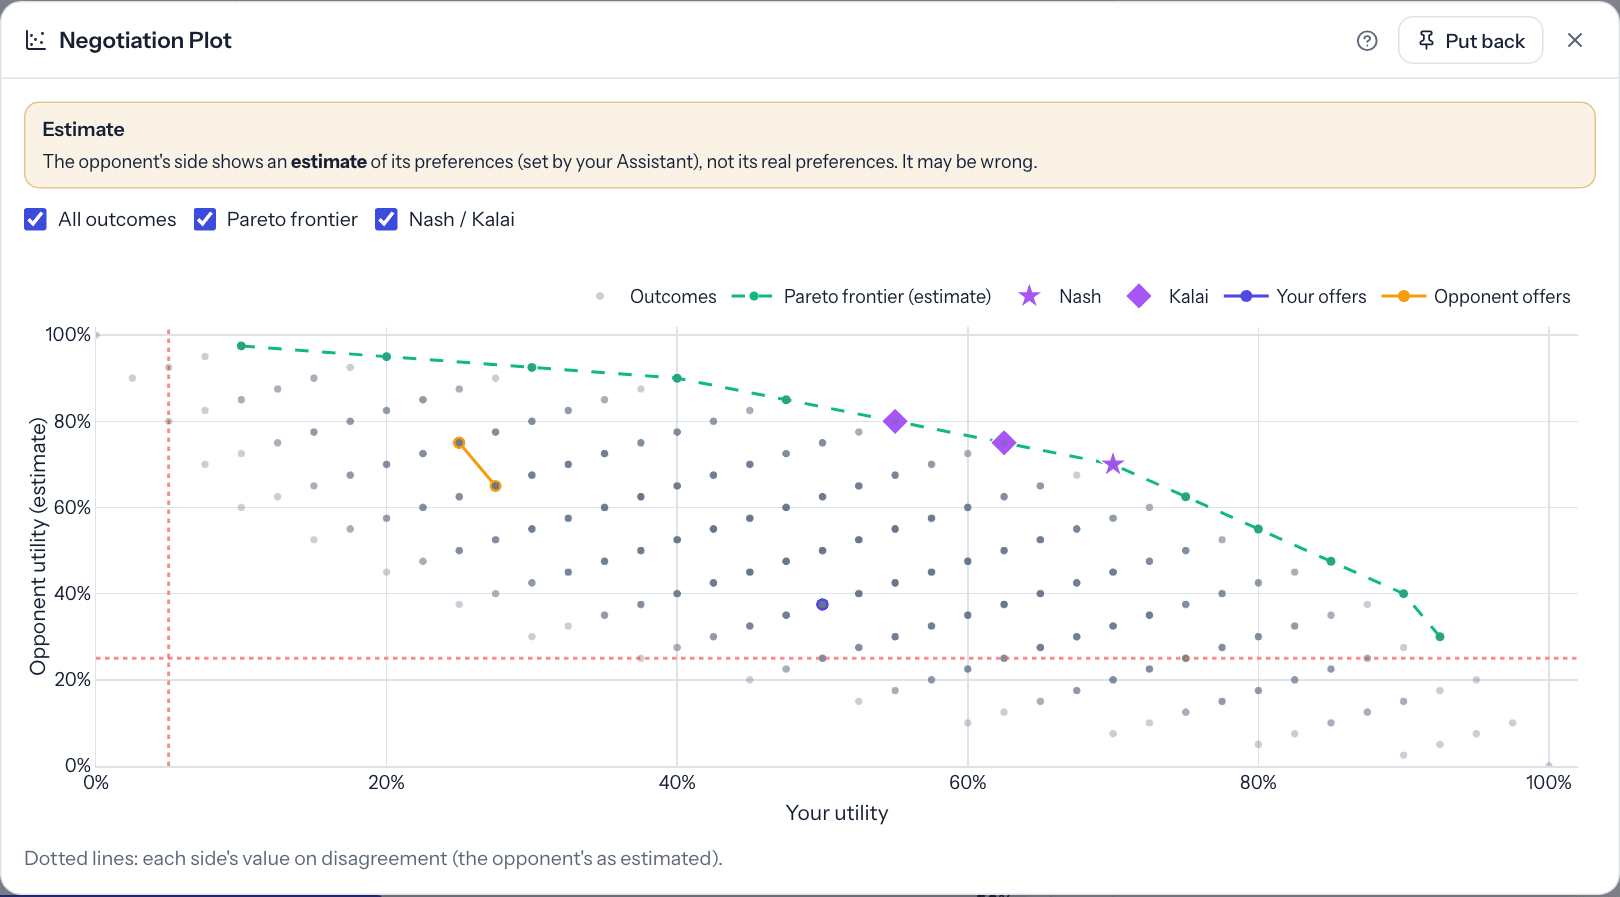 Negotiation Plot
Put back
Estimate
The opponent's side shows an estimate of its preferences (set by your Assistant), not its real preferences. It may be wrong.
All outcomes
Pareto frontier
Nash / Kalai
Outcomes
Pareto frontier (estimate)
Nash
Kalai
Your offers
Opponent offers
Opponent utility (estimate)
100%
80%
60%
40%
20%
0%
0%
20%
40%
60%
80%
100%
Your utility
Dotted lines: each side's value on disagreement (the opponent's as estimated).